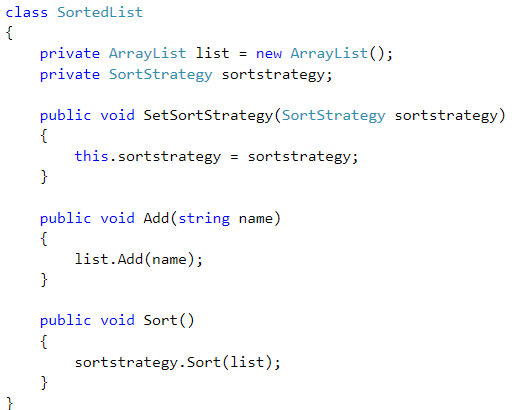 class SortedList
{
    private ArrayList list = new ArrayList();
    private SortStrategy sortstrategy;

    public void SetSortStrategy(SortStrategy sortstrategy)
    {
        this.sortstrategy = sortstrategy;
    }

    public void Add(string name)
    {
        list.Add(name);
    }

    public void Sort()
    {
        sortstrategy.Sort(list);
    }
}